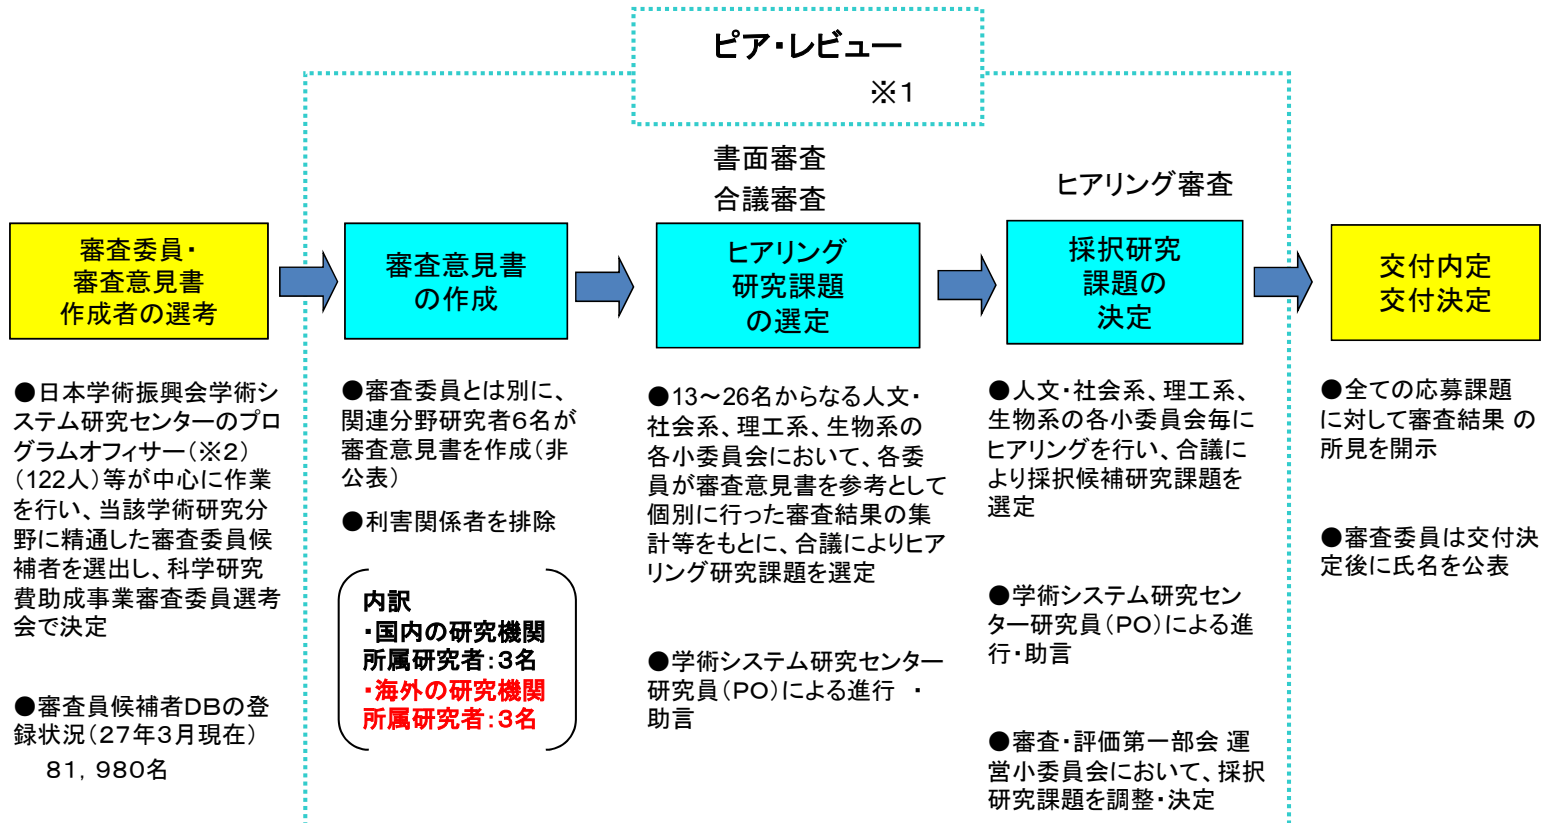 ピア・レビュー
※1
書面審査
合議審査
ヒアリング審査
審査委員・
審査意見書
作成者の選考
審査意見書
の作成
ヒアリング
研究課題
の選定
採択研究
課題の
決定
交付内定
交付決定
●日本学術振興会学術シ
ステム研究センターのプロ
グラムオフィサー(※2)
(122人)等が中心に作業
を行い、当該学術研究分
野に精通した審査委員候
補者を選出し、科学研究
費助成事業審査委員選考
会で決定
●審査員候補者DBの登
録状況(27年3月現在)
81,980名
●審査委員とは別に、
関連分野研究者6名が
審査意見書を作成(非
公表)
●利害関係者を排除
内訳
・国内の研究機関
所属研究者:3名
・海外の研究機関
所属研究者:3名
●13~26名からなる人文・
社会系、理工系、生物系の
各小委員会において、各委
員が審査意見書を参考として
個別に行った審査結果の集
計等をもとに、合議によりヒア
リング研究課題を選定
●学術システム研究センター
研究員(PO)による進行 ・
助言
●人文・社会系、理工系、
生物系の各小委員会毎に
ヒアリングを行い、合議に
より採択候補研究課題を
選定
●学術システム研究セン
ター研究員(PO)による進
行・助言
●審査・評価第一部会 運
営小委員会において、採択
研究課題を調整・決定
●全ての応募課題
に対して審査結果 の
所見を開示
●審査委員は交付決
定後に氏名を公表